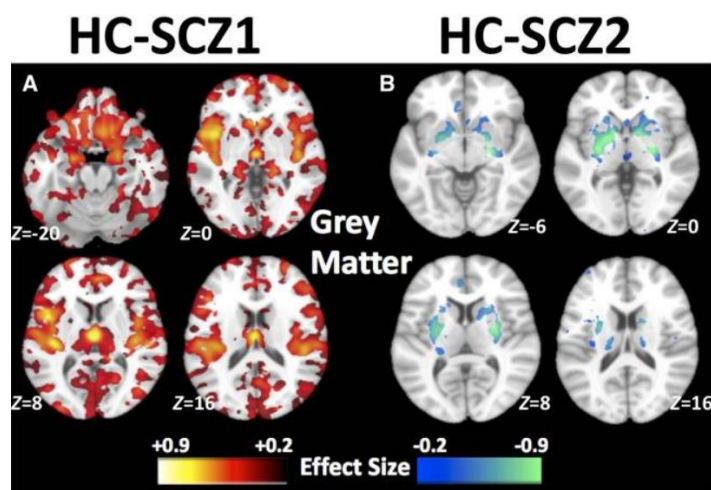 HC-SCZ1
HC-SCZ2
A
B
Z=-20
Z=0
Z=-6
Z=0
Grey
Matter
Z=8
Z=16
Z=8
Z=16
+0.9
+0.2
Effect Size
-0.2
-0.9